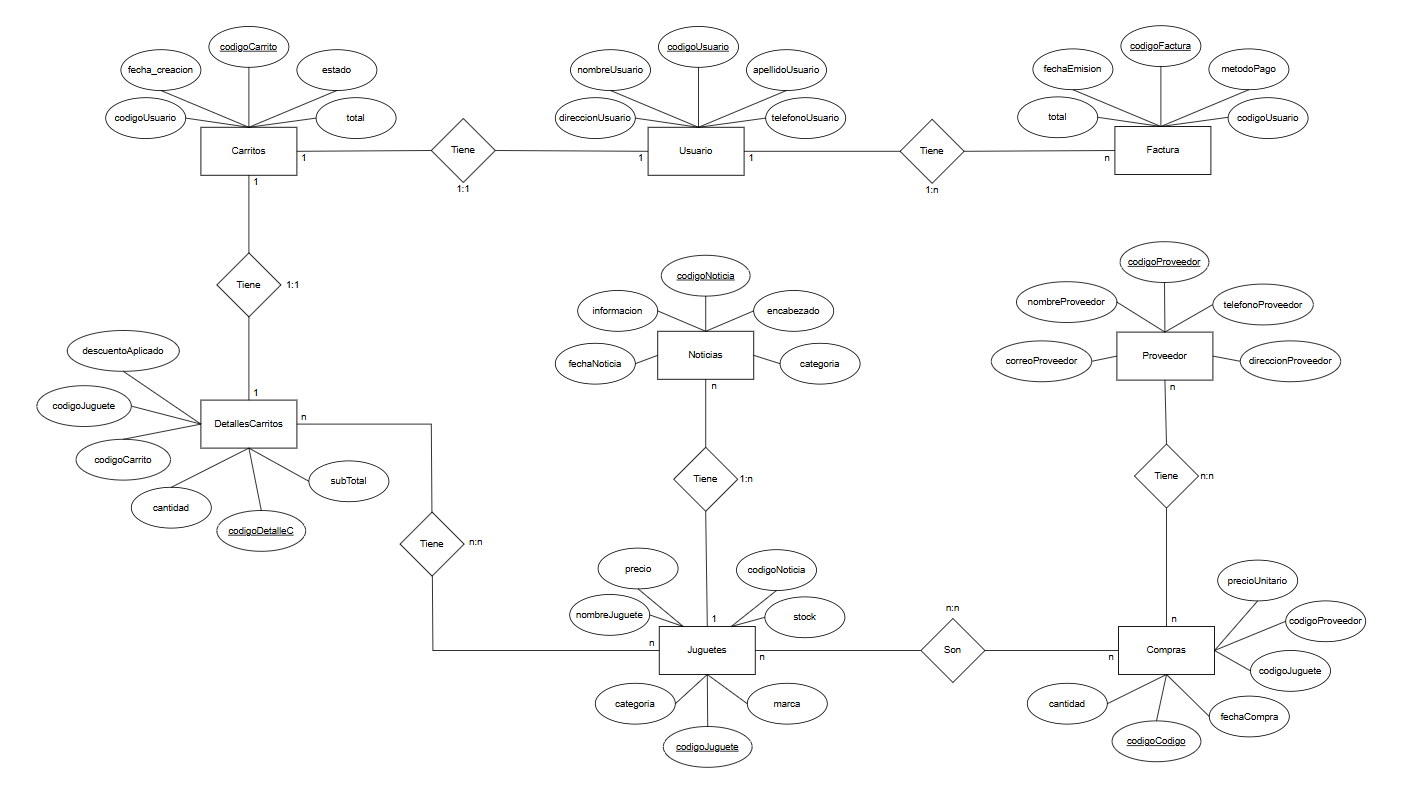 codigoCarrito
fecha_creacion
estado
codigoUsuario
total
Carritos
1
Tiene
1:1
codigoUsuario
nombreUsuario
apellidoUsuario
direccionUsuario
telefonoUsuario
1
Usuario
1
Tiene
1:n
codigoFactura
fechaEmision
metodoPago
total
codigoUsuario
n
Factura
1
Tiene
1:1
1
descuentoAplicado
codigoJuguete
codigoCarrito
cantidad
codigoDetalleC
subTotal
DetallesCarritos
n
Tiene
n:n
codigoNoticia
informacion
encabezado
fechaNoticia
categoria
Noticias
n
Tiene
1:n
1
codigoProveedor
nombreProveedor
telefonoProveedor
correoProveedor
direccionProveedor
Proveedor
n
Tiene
n:n
n
precio
codigoNoticia
nombreJuguete
stock
n
Juguetes
n
categoria
marca
codigoJuguete
n:n
Son
n
Compras
precioUnitario
codigoProveedor
codigoJuguete
fechaCompra
cantidad
codigoCodigo